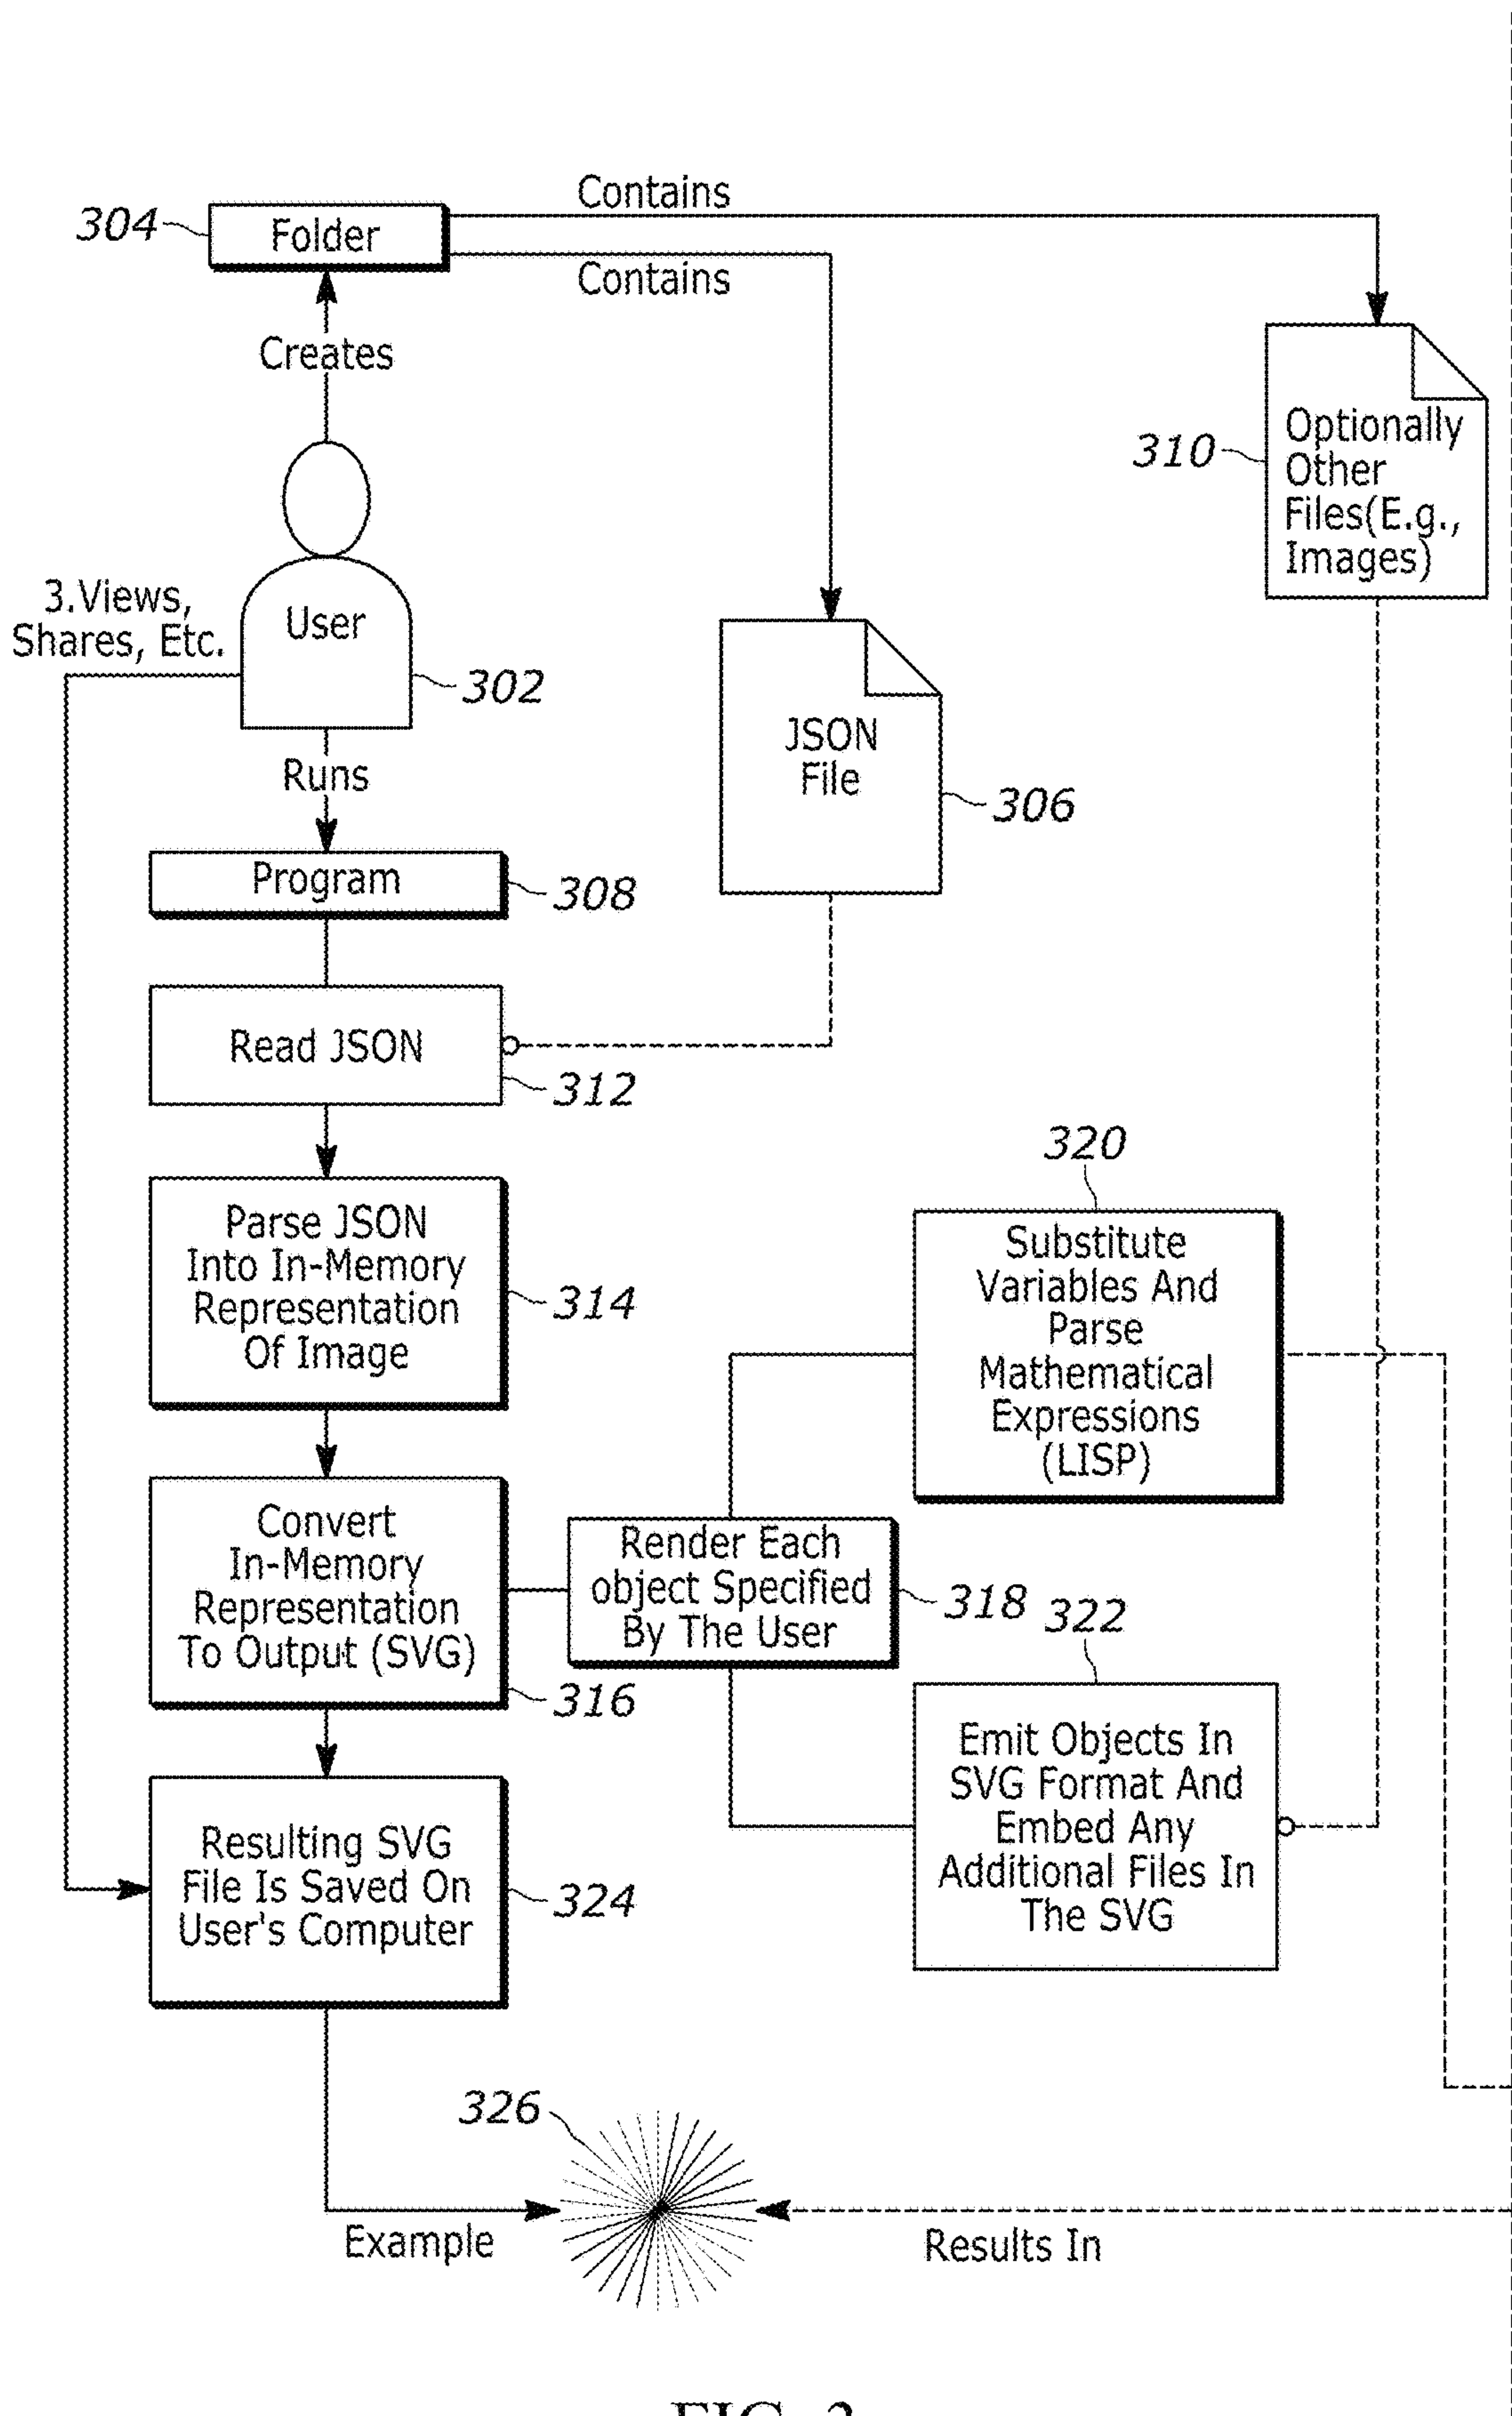 Contains
304
Folder
Contains
Creates
Optionally
Other
Files(E.g.,
Images)
310
3.Views,
Shares, Etc.
User
302
JSON
File
306
Runs
Program
308
Read JSON
312
320
Parse JSON
Into In-Memory
Representation
Of Image
314
Substitute
Variables And
Parse
Mathematical
Expressions
(LISP)
Convert
In-Memory
Representation
To Output (SVG)
316
Render Each
object Specified
By The User
318
322
Emit Objects In
SVG Format And
Embed Any
Additional Files In
The SVG
Resulting SVG
File Is Saved On
User's Computer
324
326
Example
Results In